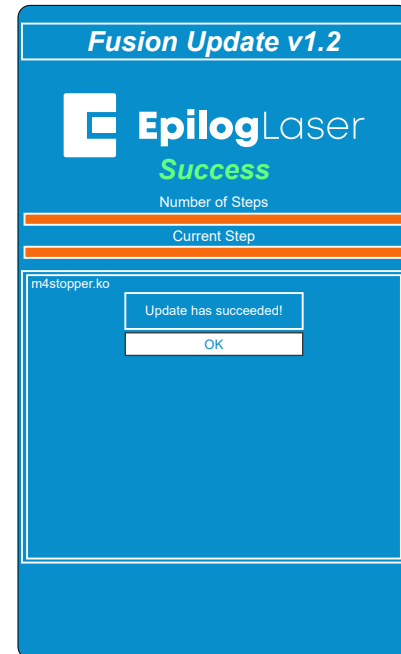 Fusion Update v1.2
EpilogLaser
Success
Number of Steps
Current Step
m4stopper.ko
Update has succeeded!
OK